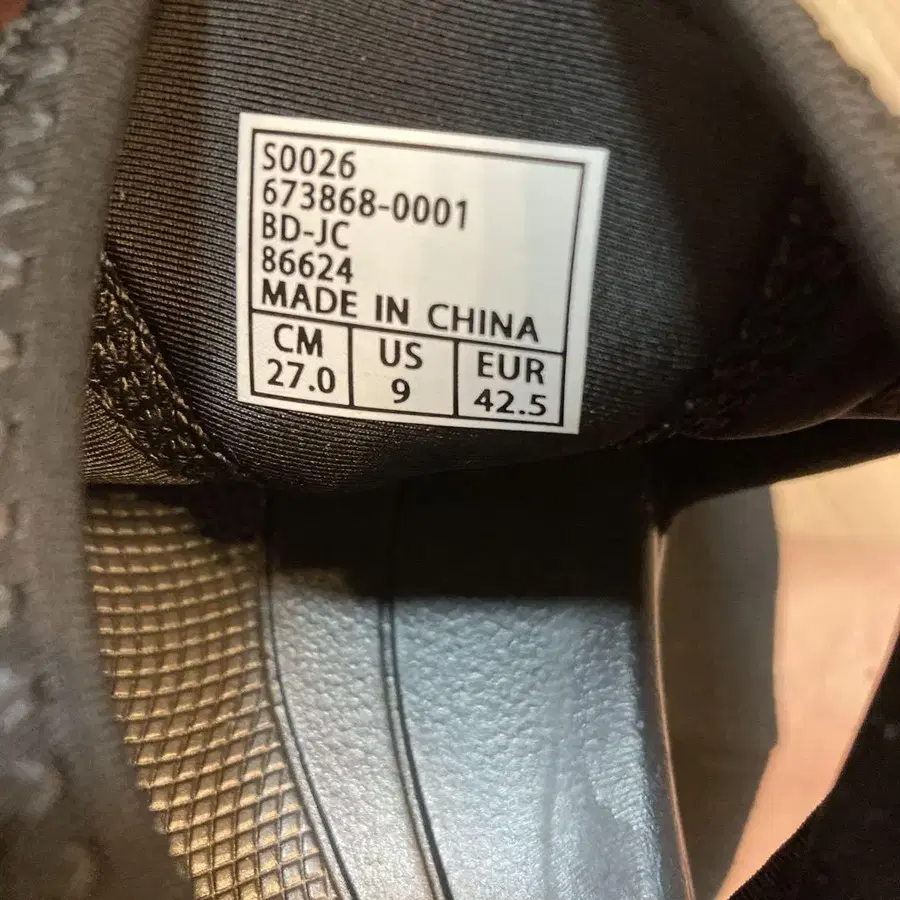 S0026
673868-0001
BD-JC
86624
MADE IN CHINA
CM US EUR
27.0 9 42.5